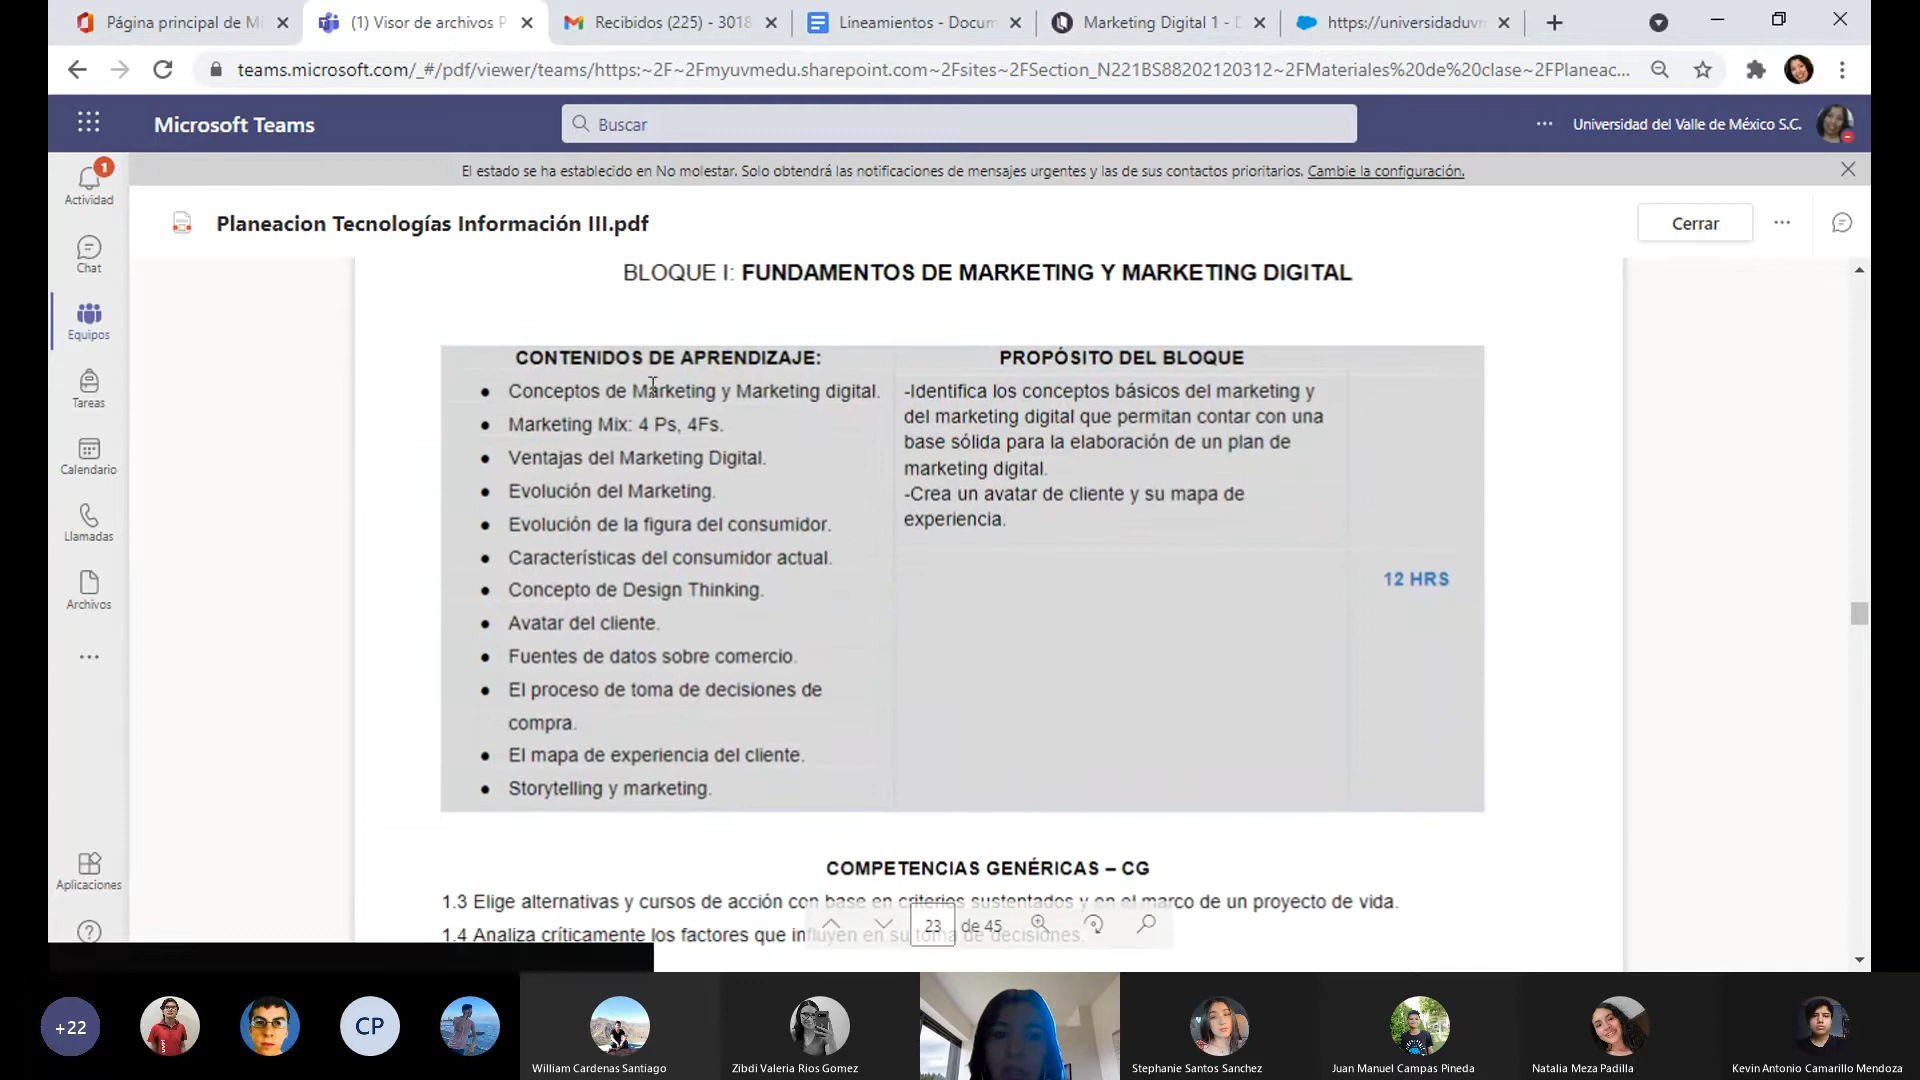 Página principal de Mi
(1) Visor de archivos P
Recibidos (225) - 3018
Lineamientos - Docum
Marketing Digital 1 - D
https://universidaduvm
teams.microsoft.com/_#/pdf/viewer/teams/https:~2F~2Fmyuvmedu.sharepoint.com~2Fsites~2FSection_N221BS88202120312~2FMateriales%20de%20clase~2FPlaneac...
Microsoft Teams
Buscar
Universidad del Valle de México S.C.
El estado se ha establecido en No molestar. Solo obtendrá las notificaciones de mensajes urgentes y las de sus contactos prioritarios. Cambie la configuración.
1
Actividad
Chat
Equipos
Tareas
Calendario
Llamadas
Archivos
Aplicaciones
Planeacion Tecnologías Información III.pdf
Cerrar
BLOQUE I: FUNDAMENTOS DE MARKETING Y MARKETING DIGITAL
CONTENIDOS DE APRENDIZAJE:
• Conceptos de Marketing y Marketing digital.
• Marketing Mix: 4 Ps, 4Fs.
• Ventajas del Marketing Digital.
• Evolución del Marketing.
• Evolución de la figura del consumidor.
• Características del consumidor actual.
• Concepto de Design Thinking.
• Avatar del cliente.
• Fuentes de datos sobre comercio.
• El proceso de toma de decisiones de
compra.
• El mapa de experiencia del cliente.
• Storytelling y marketing.
PROPÓSITO DEL BLOQUE
-Identifica los conceptos básicos del marketing y
del marketing digital que permitan contar con una
base sólida para la elaboración de un plan de
marketing digital.
-Crea un avatar de cliente y su mapa de
experiencia.
12 HRS
COMPETENCIAS GENÉRICAS – CG
1.3 Elige alternativas y cursos de acción con base en criterios sustentados y en el marco de un proyecto de vida.
1.4 Analiza críticamente los factores que influyen en su toma de decisiones.
23 de 45
+22
CP
William Cardenas Santiago
Zibdi Valeria Rios Gomez
Stephanie Santos Sanchez
Juan Manuel Campas Pineda
Natalia Meza Padilla
Kevin Antonio Camarillo Mendoza